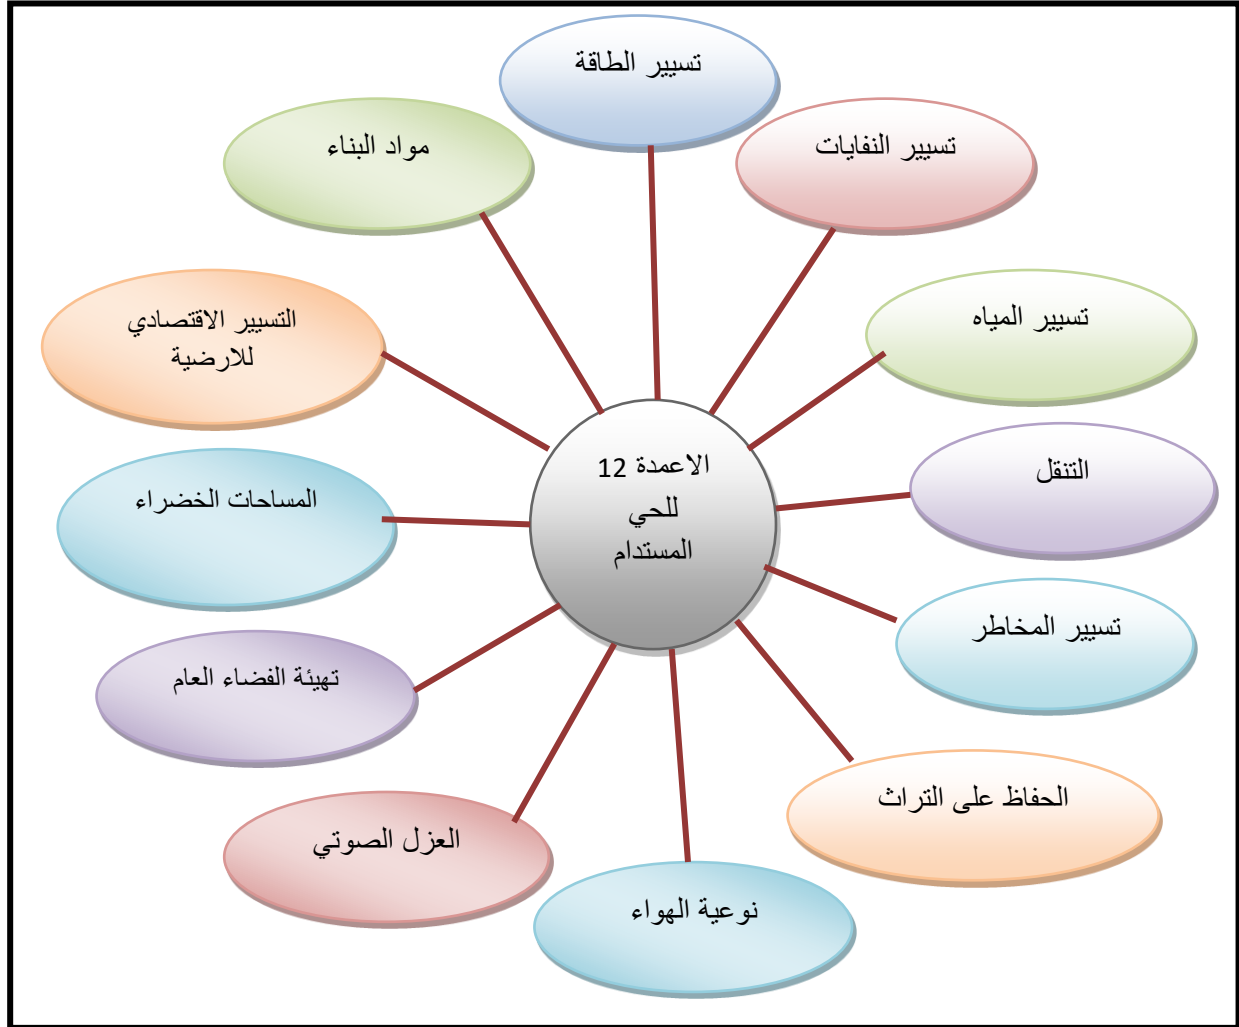 تسيير الطاقة
تسيير النفايات
مواد البناء
تسيير المياه
التسيير الاقتصادي
للارضية
الاعمدة 12
للحي
المستدام
التنقل
المساحات الخضراء
تسيير المخاطر
تهيئة الفضاء العام
الحفاظ على التراث
العزل الصوتي
نوعية الهواء